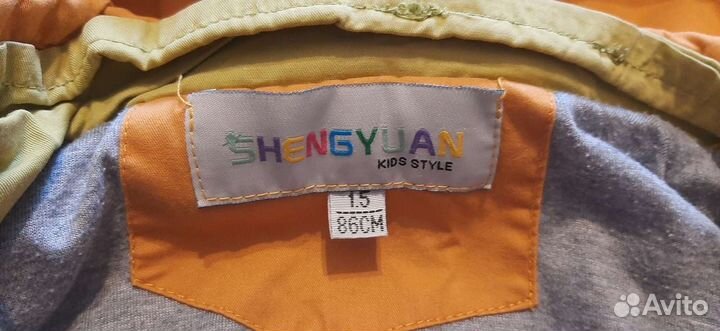 SHENGYUAN
KIDS STYLE
1.5
86CM
Avito